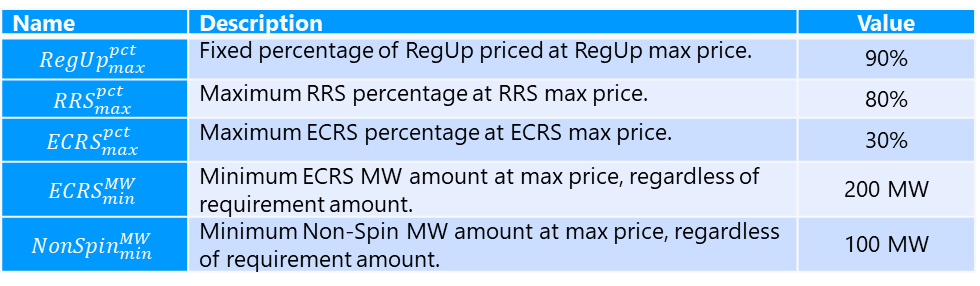 Name Description Value
RegUp_{max}^{pct} Fixed percentage of RegUp priced at RegUp max price. 90%
RRS_{max}^{pct} Maximum RRS percentage at RRS max price. 80%
ECRS_{max}^{pct} Maximum ECRS percentage at ECRS max price. 30%
ECRS_{min}^{MW} Minimum ECRS MW amount at max price, regardless of
requirement amount. 200 MW
NonSpin_{min}^{MW} Minimum Non-Spin MW amount at max price, regardless
of requirement amount. 100 MW